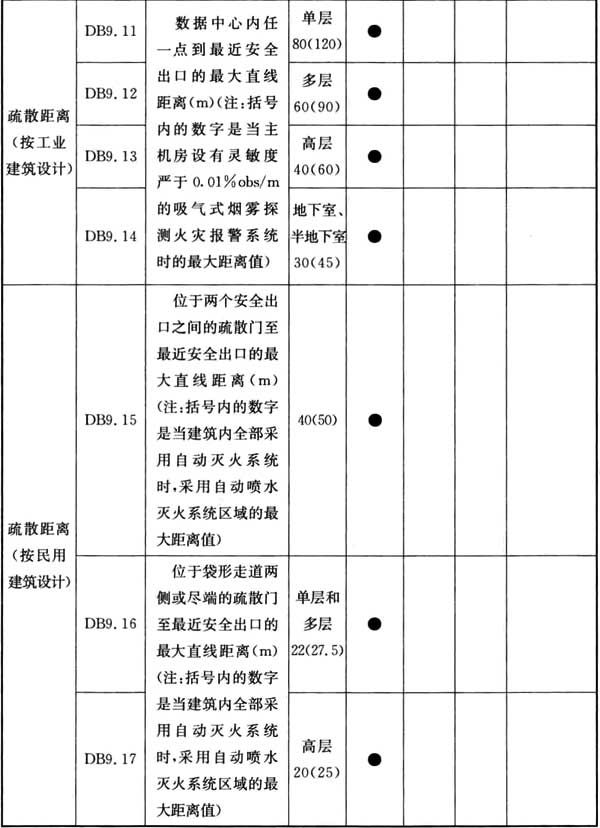 疏散距离
(按工业
建筑设计)
DB9.11
数据中心内任
一点到最近安全
出口的最大直线
距离(m)(注:括号
内的数字是当主
机房设有灵敏度
严于0.01%obs/m
的吸气式烟雾探
测火灾报警系统
时的最大距离值)
单层
80(120)
●
DB9.12
多层
60(90)
●
DB9.13
高层
40(60)
●
DB9.14
地下室、
半地下室
30(45)
●
疏散距离
(按民用
建筑设计)
DB9.15
位于两个安全出
口之间的疏散门至
最近安全出口的最
大直线距离(m)
(注:括号内的数字
是当建筑内全部采
用自动灭火系统
时,采用自动喷水
灭火系统区域的最
大距离值)
40(50)
●
DB9.16
位于袋形走道两
侧或尽端的疏散门
至最近安全出口的
最大直线距离(m)
(注:括号内的数字
是当建筑内全部采
用自动灭火系统
时,采用自动喷水
灭火系统区域的最
大距离值)
单层和
多层
22(27.5)
●
DB9.17
高层
20(25)
●